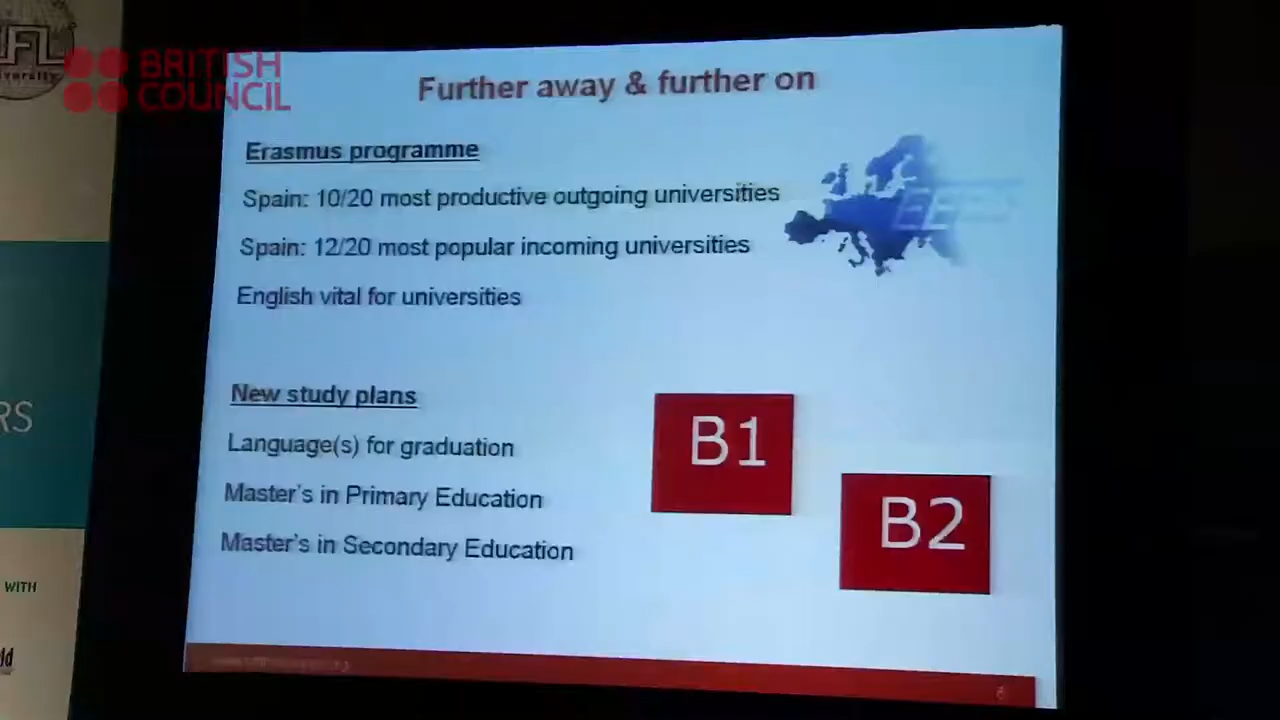 BRITISH
COUNCIL
Further away & further on
Erasmus programme
Spain: 10/20 most productive outgoing universities
Spain: 12/20 most popular incoming universities
English vital for universities
New study plans
Language(s) for graduation
Master's in Primary Education
Master's in Secondary Education
B1
B2
RS
WITH
6